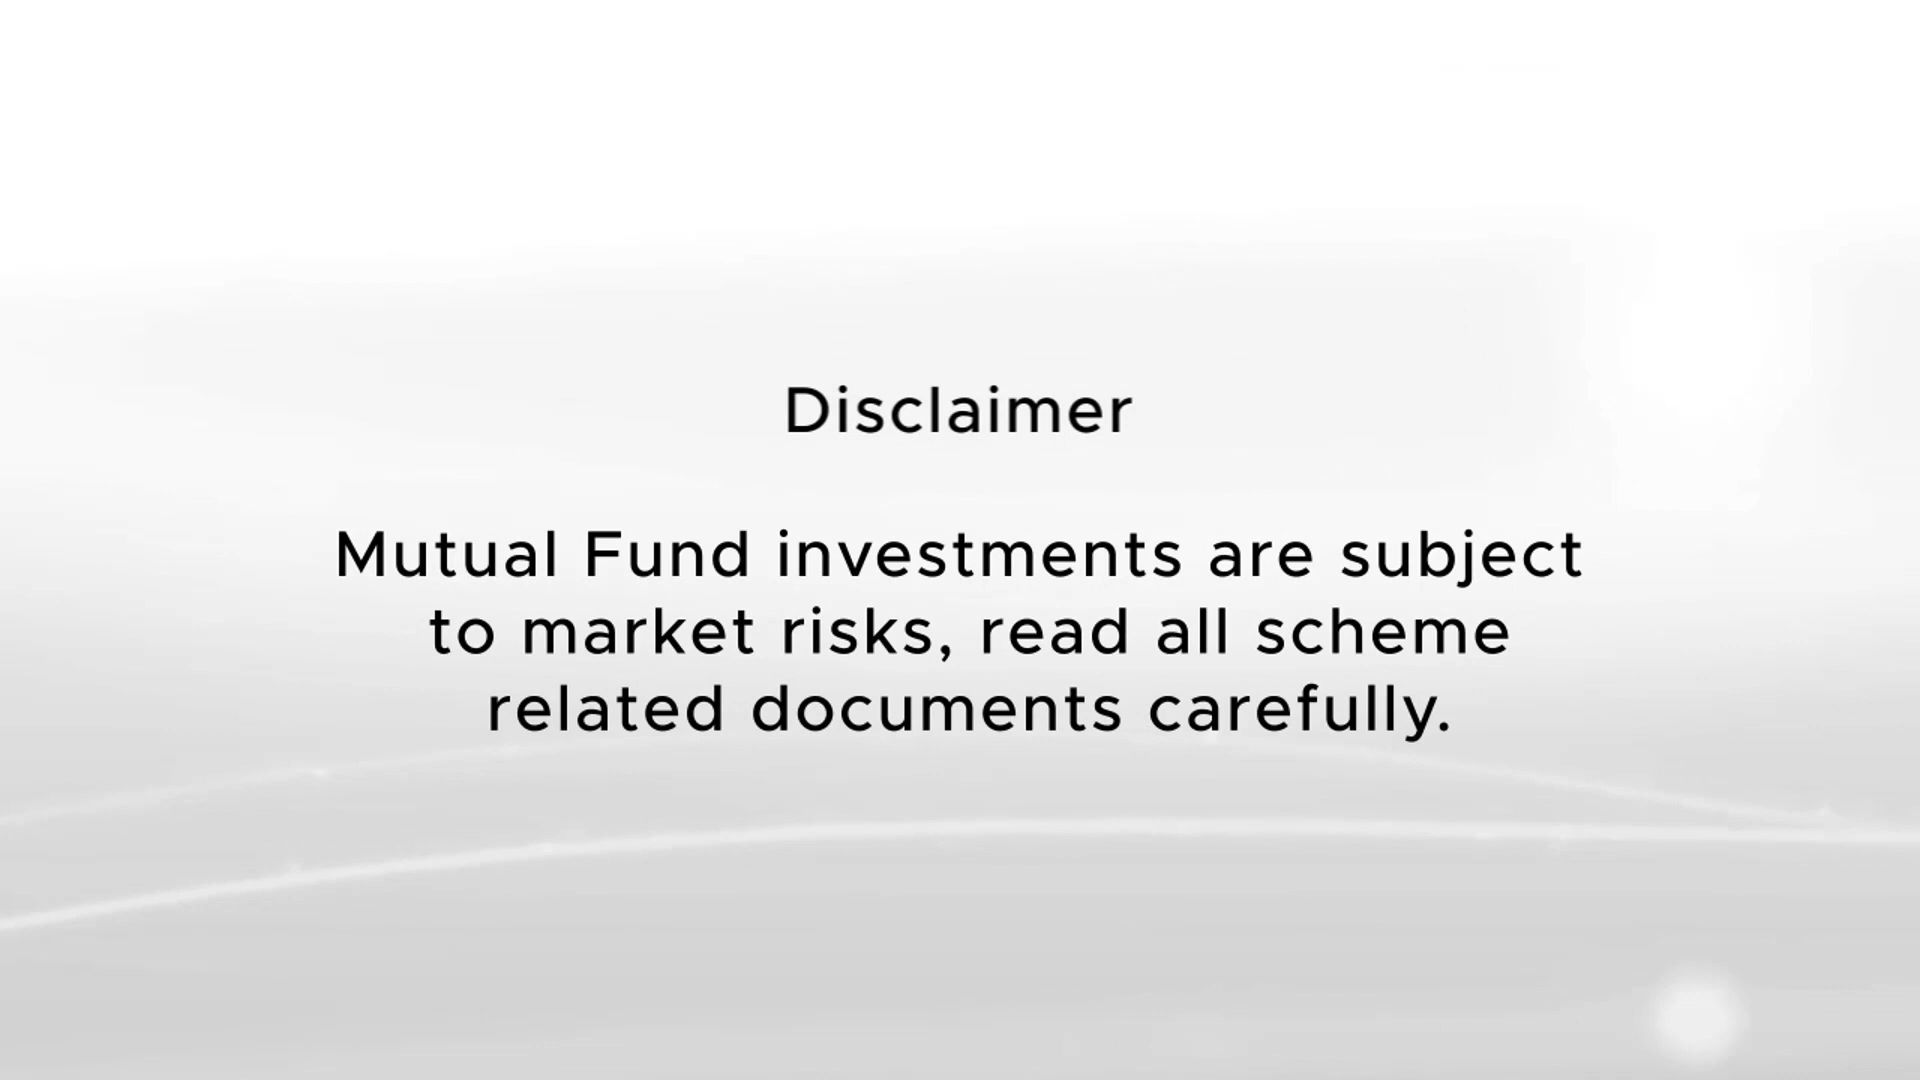 Disclaimer
Mutual Fund investments are subject
to market risks, read all scheme
related documents carefully.